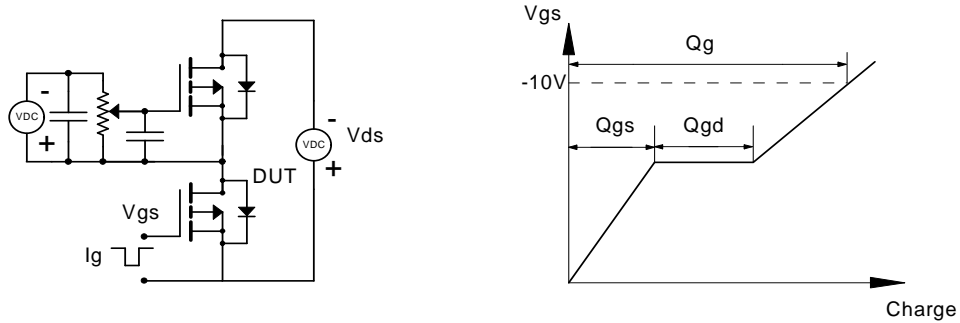 -
VDC
+
-
VDC
+
Vds
DUT
Vgs
Ig
Vgs
Qg
-10V
Qgs
Qgd
Charge